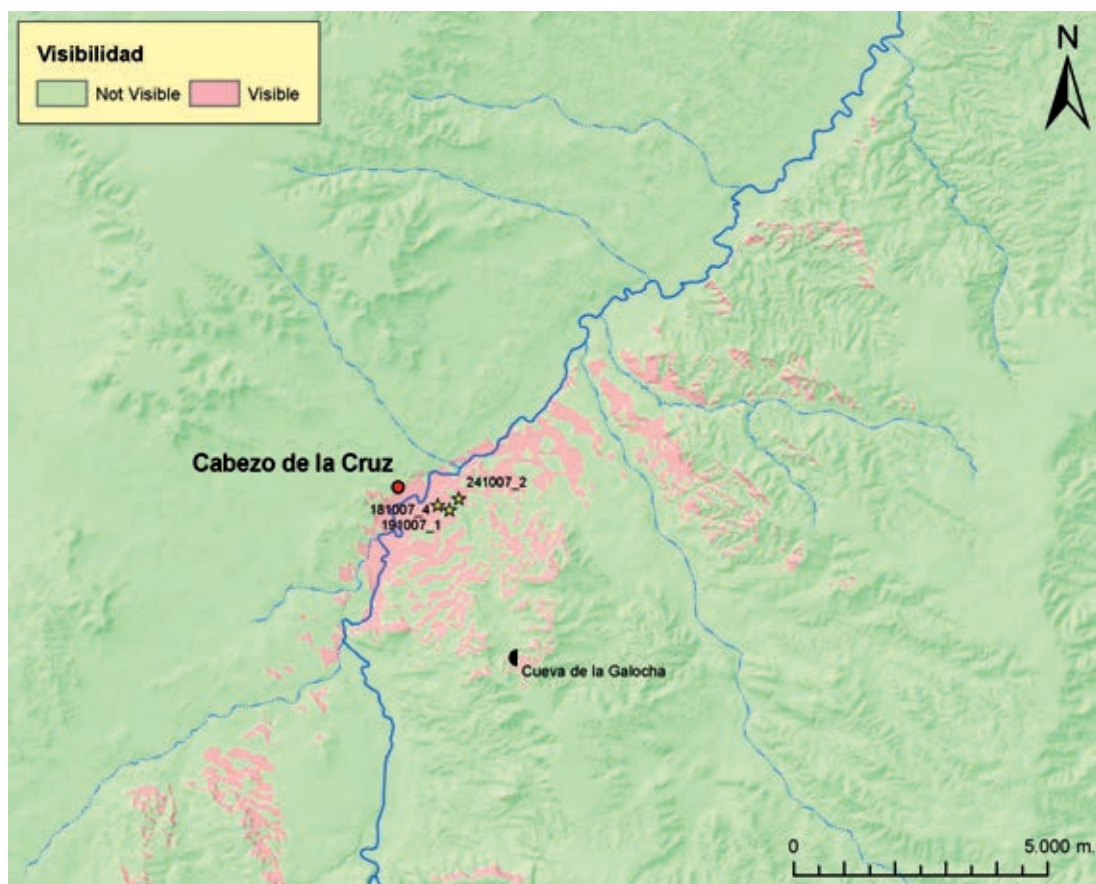 Visibilidad
Not Visible Visible
N
Cabezo de la Cruz
241007_2
181007_4
191007_1
Cueva de la Galocha
0 5.000 m.